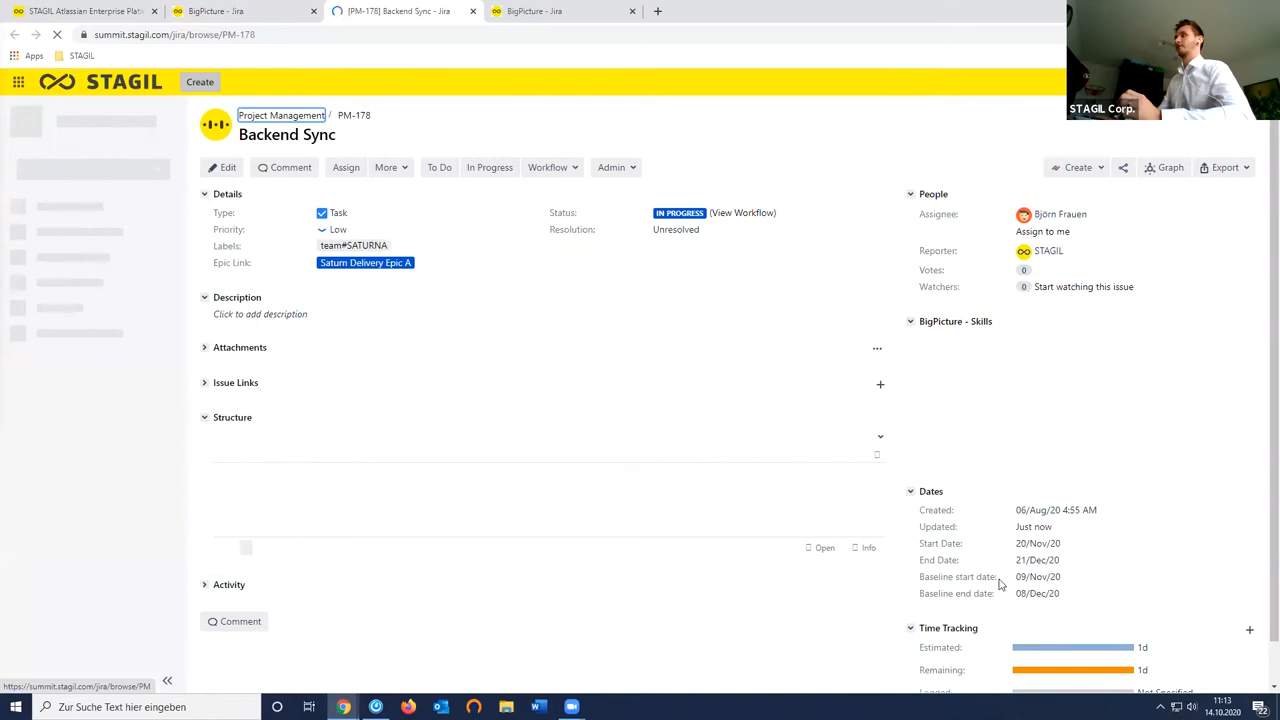 STAGIL Atlassian Enterprise Platfo
BigPicture - Jira
[PM-178] Backend Sync - Jira
BigPicture - Jira
summit.stagil.com/jira/browse/PM-178
Apps
STAGIL
STAGIL
Create
STAGIL Corp.
Project Management / PM-178
Backend Sync
Edit
Comment
Assign
More
To Do
In Progress
Workflow
Admin
Create
Graph
Export
Details
Type: Task
Status: IN PROGRESS (View Workflow)
Priority: Low
Resolution: Unresolved
Labels: team#SATURNA
Epic Link: Saturn Delivery Epic A
Description
Click to add description
Attachments
Issue Links
Structure
Open
Info
Activity
Comment
People
Assignee: Björn Frauen
Assign to me
Reporter: STAGIL
Votes: 0
Watchers: 0 Start watching this issue
BigPicture - Skills
Dates
Created: 06/Aug/20 4:55 AM
Updated: Just now
Start Date: 20/Nov/20
End Date: 21/Dec/20
Baseline start date: 09/Nov/20
Baseline end date: 08/Dec/20
Time Tracking
Estimated: 1d
Remaining: 1d
Logged: Not Specified
https://summit.stagil.com/jira/browse/PM
Zur Suche Text hier eingeben
11:13
14.10.2020
22